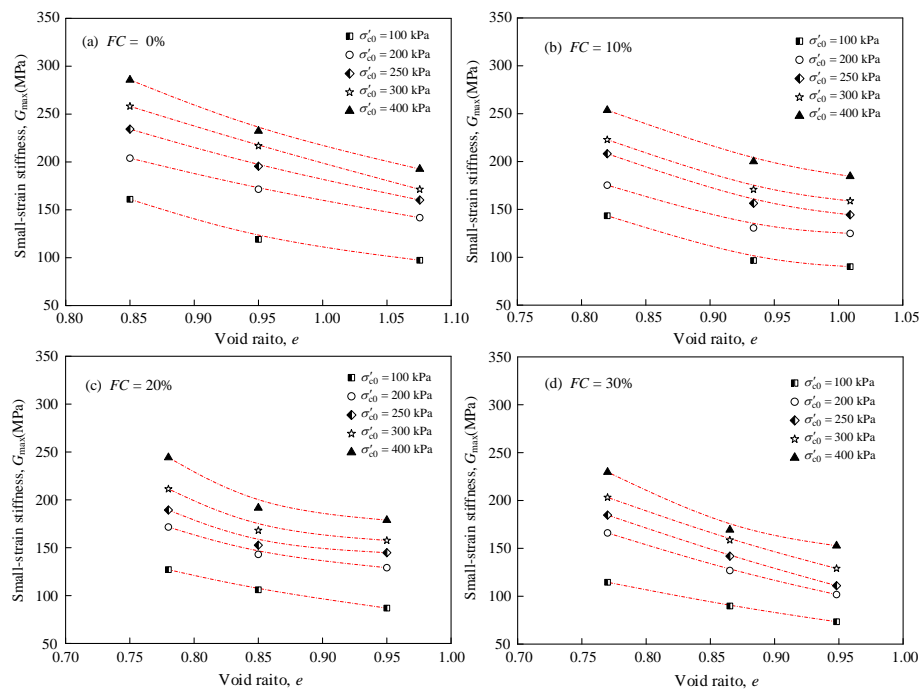 350
300
250
200
150
100
50
Small-strain stiffness, Gmax(MPa)
(a) FC = 0%
σ′c0 = 100 kPa
σ′c0 = 200 kPa
σ′c0 = 250 kPa
σ′c0 = 300 kPa
σ′c0 = 400 kPa
0.80 0.85 0.90 0.95 1.00 1.05 1.10
Void raito, e
350
300
250
200
150
100
50
Small-strain stiffness, Gmax(MPa)
(b) FC = 10%
σ′c0 = 100 kPa
σ′c0 = 200 kPa
σ′c0 = 250 kPa
σ′c0 = 300 kPa
σ′c0 = 400 kPa
0.75 0.80 0.85 0.90 0.95 1.00 1.05
Void raito, e
350
300
250
200
150
100
50
Small-strain stiffness, Gmax(MPa)
(c) FC = 20%
σ′c0 = 100 kPa
σ′c0 = 200 kPa
σ′c0 = 250 kPa
σ′c0 = 300 kPa
σ′c0 = 400 kPa
0.70 0.75 0.80 0.85 0.90 0.95 1.00
Void raito, e
350
300
250
200
150
100
50
Small-strain stiffness, Gmax(MPa)
(d) FC = 30%
σ′c0 = 100 kPa
σ′c0 = 200 kPa
σ′c0 = 250 kPa
σ′c0 = 300 kPa
σ′c0 = 400 kPa
0.70 0.75 0.80 0.85 0.90 0.95 1.00
Void raito, e